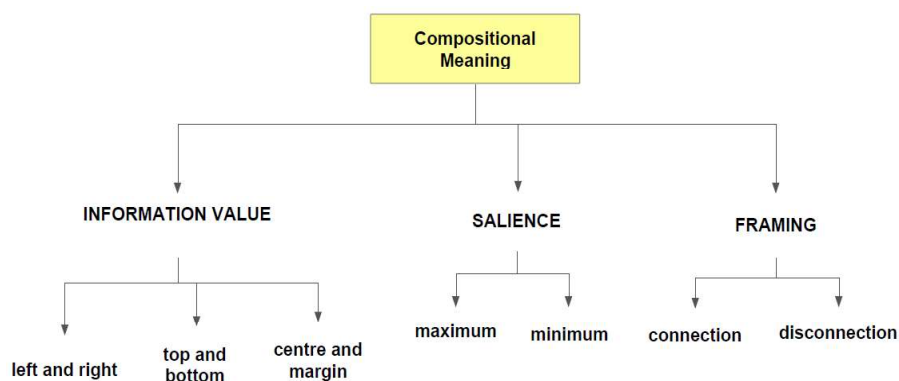 Compositional
Meaning
INFORMATION VALUE
SALIENCE
FRAMING
left and right
top and
bottom
centre and
margin
maximum
minimum
connection
disconnection